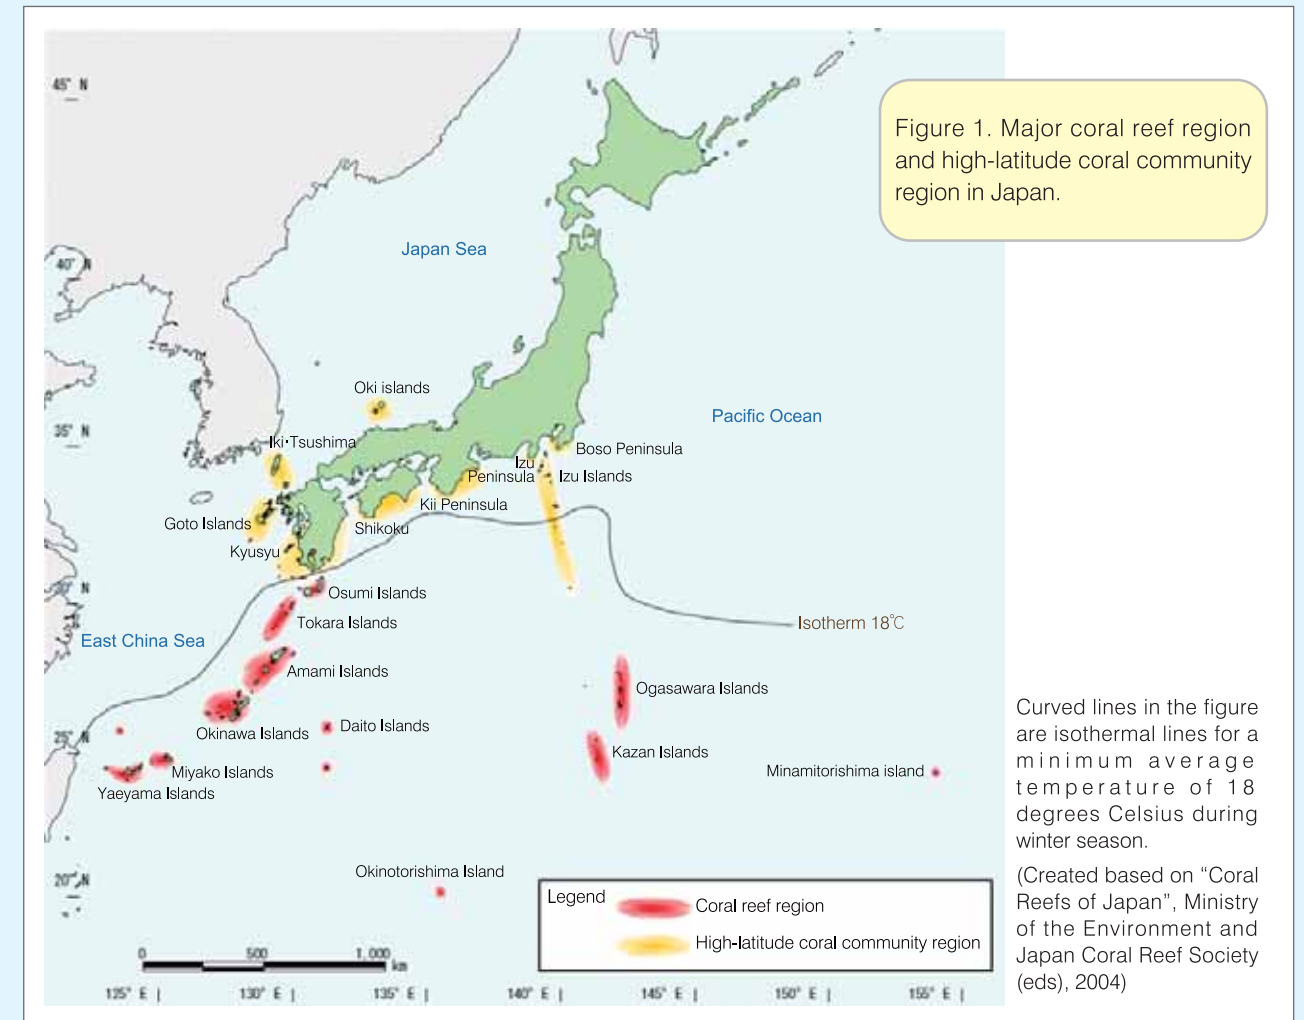 45° N
Figure 1. Major coral reef region
and high-latitude coral community
region in Japan.
Japan Sea
40° N
Oki islands
Pacific Ocean
35° N
Iki･Tsushima
Boso Peninsula
Izu
Peninsula
Izu Islands
Kii Peninsula
Goto Islands
Shikoku
Kyusyu
30° N
Osumi Islands
Tokara Islands
Isotherm 18℃
East China Sea
Amami Islands
Ogasawara Islands
Okinawa Islands
Daito Islands
25° N
Kazan Islands
Miyako Islands
Minamitorishima island
Yaeyama Islands
Curved lines in the figure
are isothermal lines for a
minimum average
temperature of 18
degrees Celsius during
winter season.
(Created based on “Coral
Reefs of Japan”, Ministry
of the Environment and
Japan Coral Reef Society
(eds), 2004)
Okinotorishima Island
20° N
Legend
Coral reef region
High-latitude coral community region
0 500 1,000
km
125° E 130° E 135° E 140° E 145° E 150° E 155° E